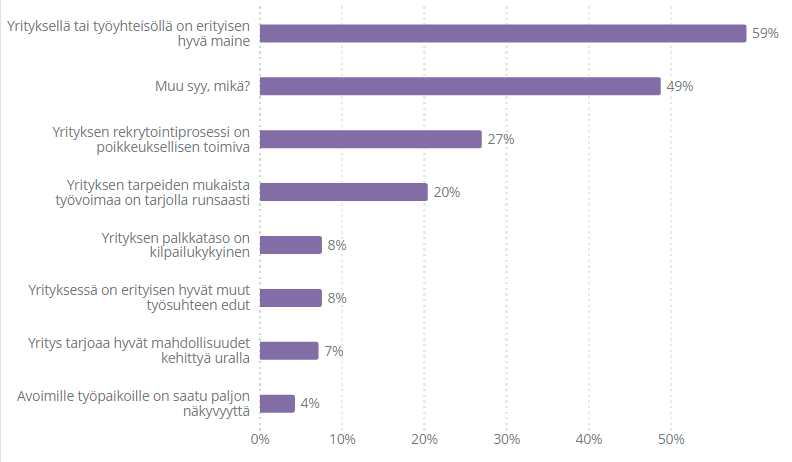 Yrityksellä tai työyhteisöllä on erityisen
hyvä maine
59%
Muu syy, mikä?
49%
Yrityksen rekrytointiprosessi on
poikkeuksellisen toimiva
27%
Yrityksen tarpeiden mukaista
työvoimaa on tarjolla runsaasti
20%
Yrityksen palkkataso on
kilpailukykyinen
8%
Yrityksessä on erityisen hyvät muut
työsuhteen edut
8%
Yritys tarjoaa hyvät mahdollisuudet
kehittyä uralla
7%
Avoimille työpaikoille on saatu paljon
näkyvyyttä
4%
0% 10% 20% 30% 40% 50%